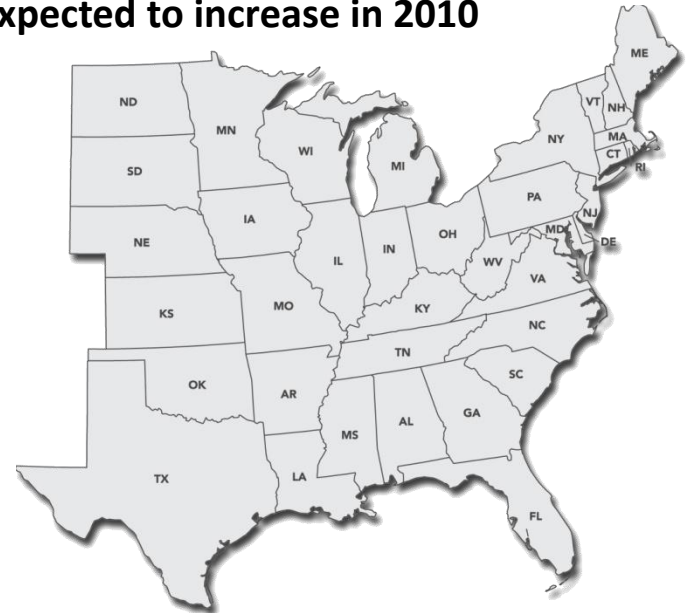 xpected to increase in 2010
ME
ND
VT
NH
MN
NY
MA
WI
CT
MI
RI
SD
PA
IA
NJ
OH
MD
NE
IL
IN
DE
WV
VA
MO
KY
KS
NC
TN
SC
OK
AR
GA
AL
MS
TX
LA
FL